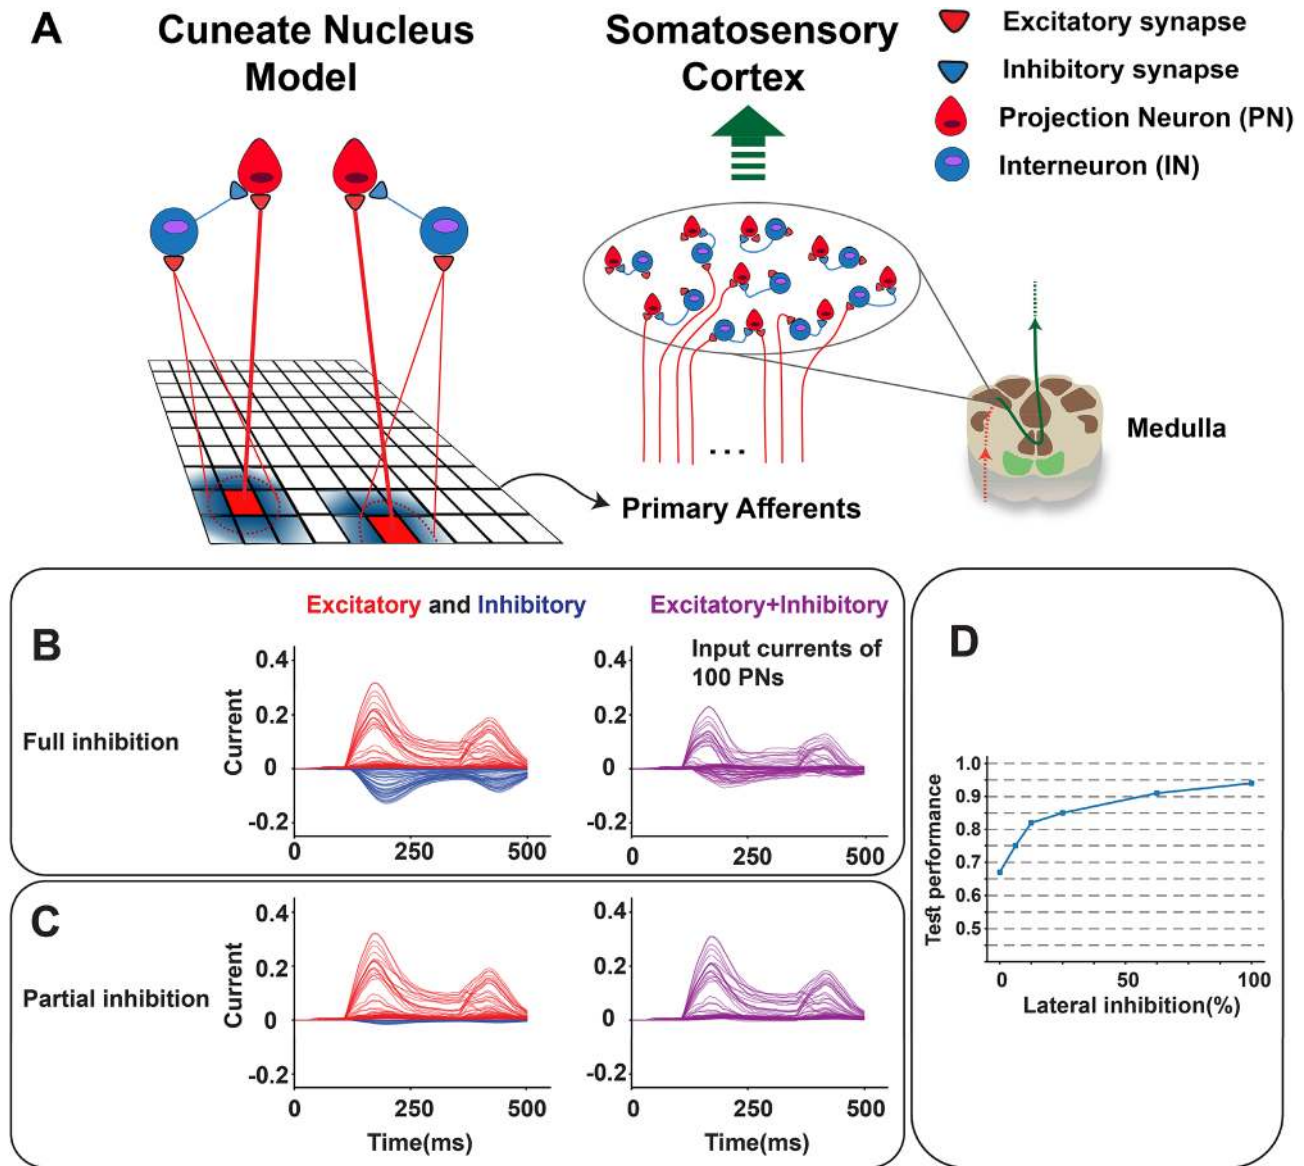 A
Cuneate Nucleus
Model
Somatosensory
Cortex
Excitatory synapse
Inhibitory synapse
Projection Neuron (PN)
Interneuron (IN)
...
Primary Afferents
Medulla
B
Excitatory and Inhibitory
Excitatory+Inhibitory
Input currents of
100 PNs
Full inhibition
Current
0.4
0.2
0
-0.2
0
250
500
0.4
0.2
0
-0.2
0
250
500
C
Partial inhibition
Current
0.4
0.2
0
-0.2
0
250
500
Time(ms)
0.4
0.2
0
-0.2
0
250
500
Time(ms)
D
Test performance
1.0
0.9
0.8
0.7
0.6
0.5
0
50
100
Lateral inhibition(%)